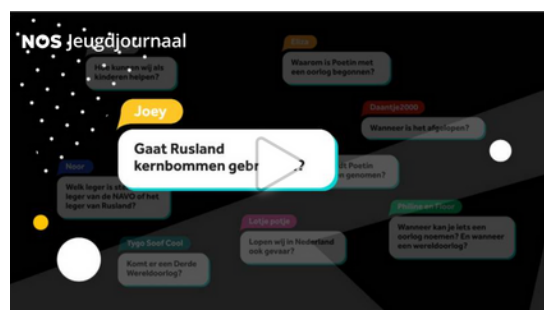 NOS Jeugdjournaal
Hoe kunnen wij als
kinderen helpen?
Waarom is Poetin met
een oorlog begonnen?
Joey
Gaat Rusland
kernbommen
Daantje2008
Wanneer is het afgelopen?
Poetin
genomen?
Noor
Welk leger is
leger van de NAVO of het
leger van Rusland?
Lotje potje
Lopen wij in Nederland
ook gevaar?
Philine en Floor
Wanneer kan je iets een
oorlog noemen? En wanneer
een wereldoorlog?
Tygo Soof Cool
Komt er een Derde
Wereldoorlog?